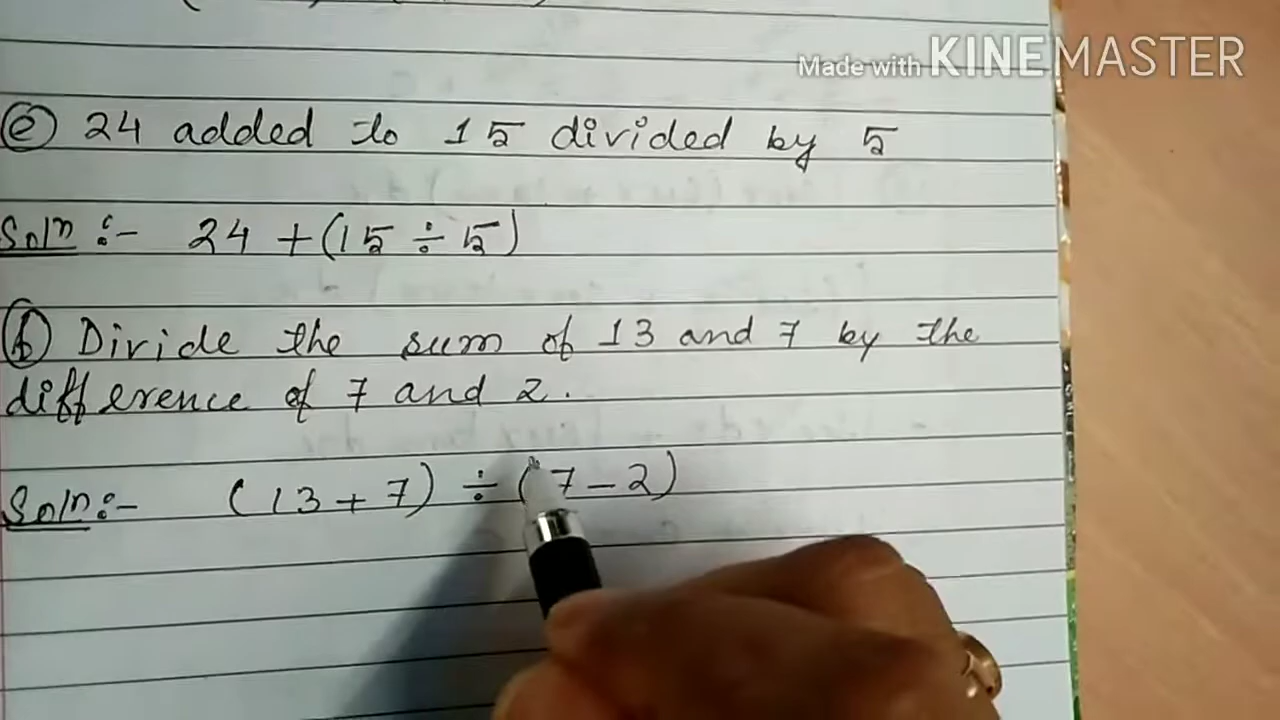 Made with KINEMASTER
(e) 24 added to 15 divided by 5
Soln :- 24 + (15 ÷ 5)
(f) Divide the sum of 13 and 7 by the
difference of 7 and 2.
Soln :- (13 + 7) ÷ (7 - 2)